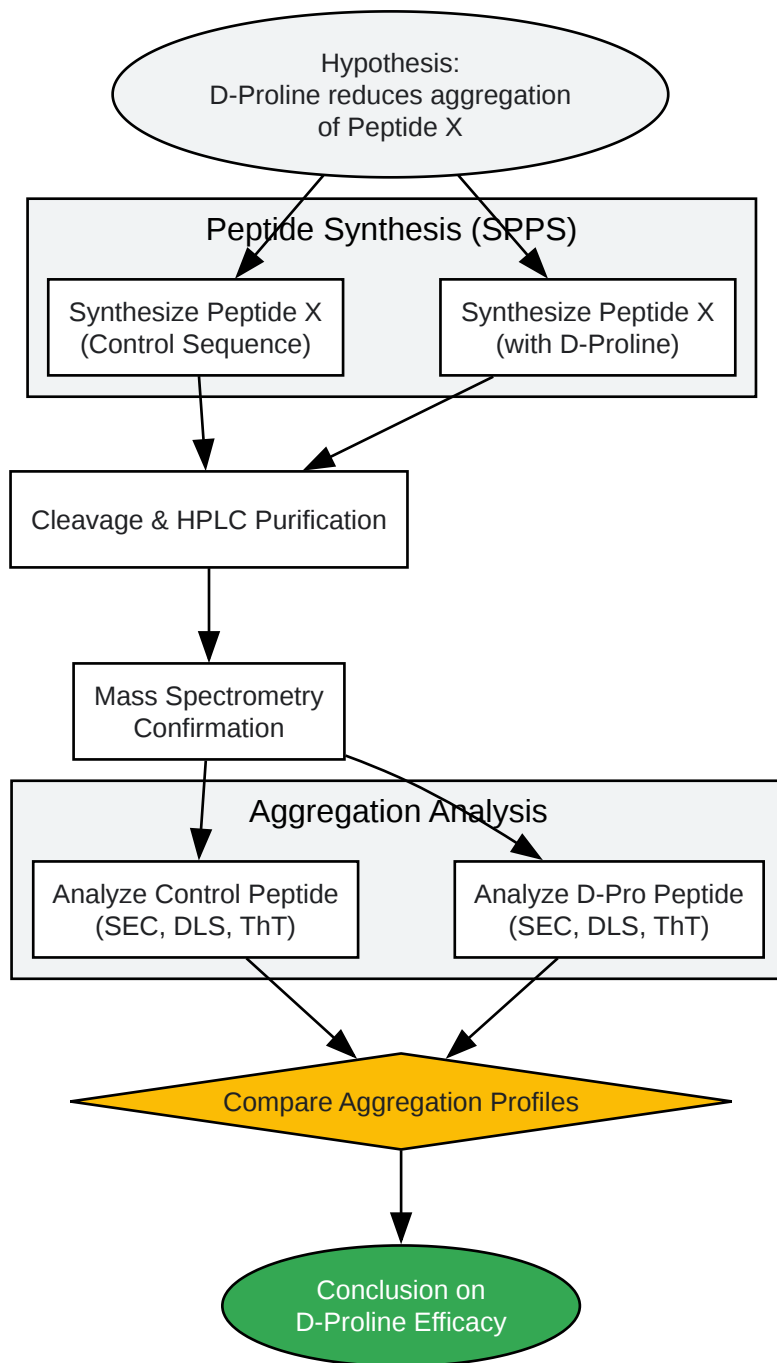 Hypothesis:
D-Proline reduces aggregation
of Peptide X
Peptide Synthesis (SPPS)
Synthesize Peptide X
(Control Sequence)
Synthesize Peptide X
(with D-Proline)
Cleavage & HPLC Purification
Mass Spectrometry
Confirmation
Aggregation Analysis
Analyze Control Peptide
(SEC, DLS, ThT)
Analyze D-Pro Peptide
(SEC, DLS, ThT)
Compare Aggregation Profiles
Conclusion on
D-Proline Efficacy